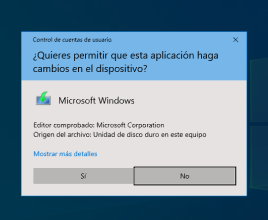 Control de cuentas de usuario
¿Quieres permitir que esta aplicación haga
cambios en el dispositivo?
Microsoft Windows
Editor comprobado: Microsoft Corporation
Origen del archivo: Unidad de disco duro en este equipo
Mostrar más detalles
Sí
No